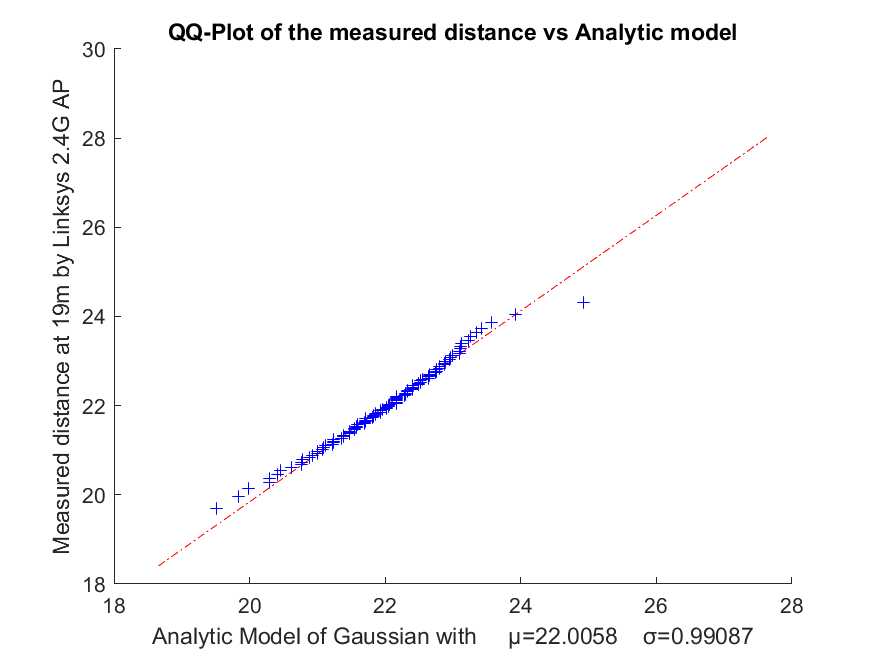 QQ-Plot of the measured distance vs Analytic model
30
28
26
24
22
20
18
Measured distance at 19m by Linksys 2.4G AP
18 20 22 24 26 28
Analytic Model of Gaussian with μ=22.0058 σ=0.99087